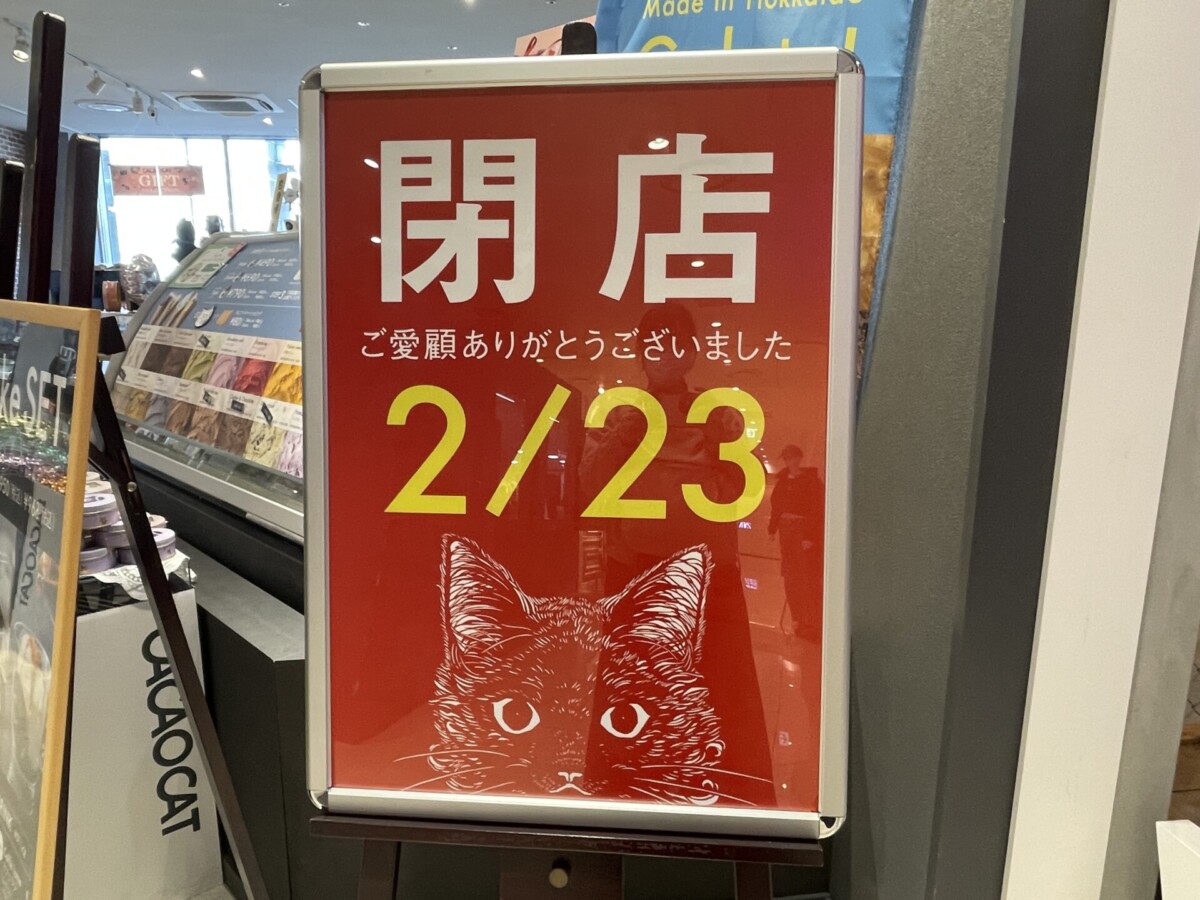 Made in Hokkaido
閉店
ご愛顧ありがとうございました
2/23
GIFT
CACAOCAT